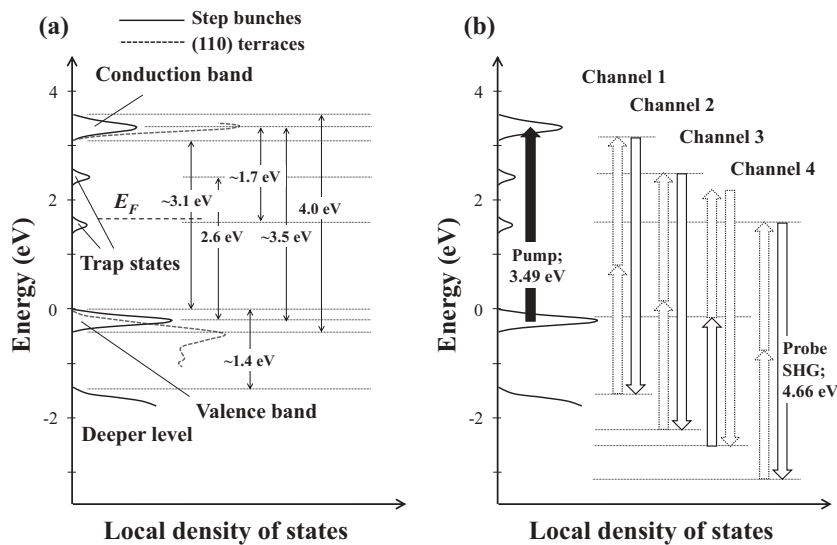 (a)
Step bunches
(110) terraces
Conduction band
4
2
0
-2
Energy (eV)
E_F
Trap states
~3.1 eV
2.6 eV
~1.7 eV
~3.5 eV
4.0 eV
~1.4 eV
Valence band
Deeper level
Local density of states
(b)
Channel 1
Channel 2
Channel 3
Channel 4
4
2
0
-2
Energy (eV)
Pump;
3.49 eV
Probe
SHG;
4.66 eV
Local density of states